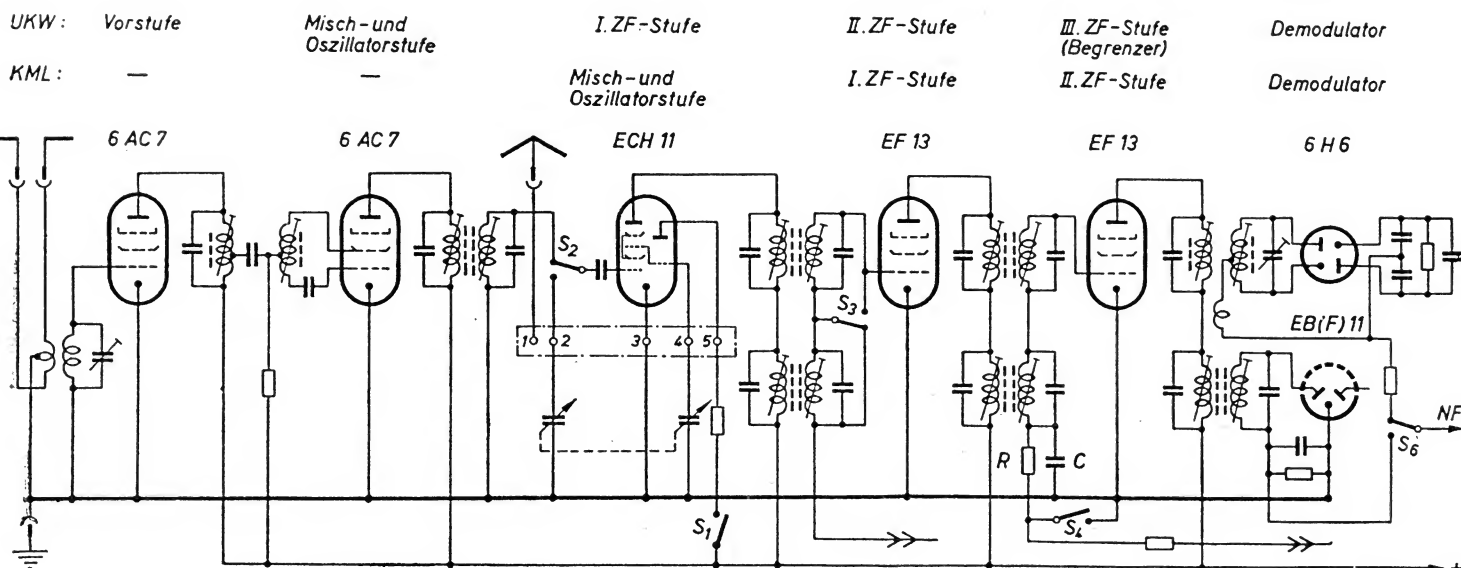 UKW: Vorstufe Misch-und I. ZF-Stufe II. ZF-Stufe III. ZF-Stufe Demodulator
Oszillatorstufe (Begrenzer)
KML: — — Misch-und I. ZF-Stufe II. ZF-Stufe Demodulator
Oszillatorstufe
6 AC 7 6 AC 7 ECH 11 EF 13 EF 13 6 H 6
S2
S3
EB(F) 11
1 2 3 4 5
NF
R C S6
S1 S4
+